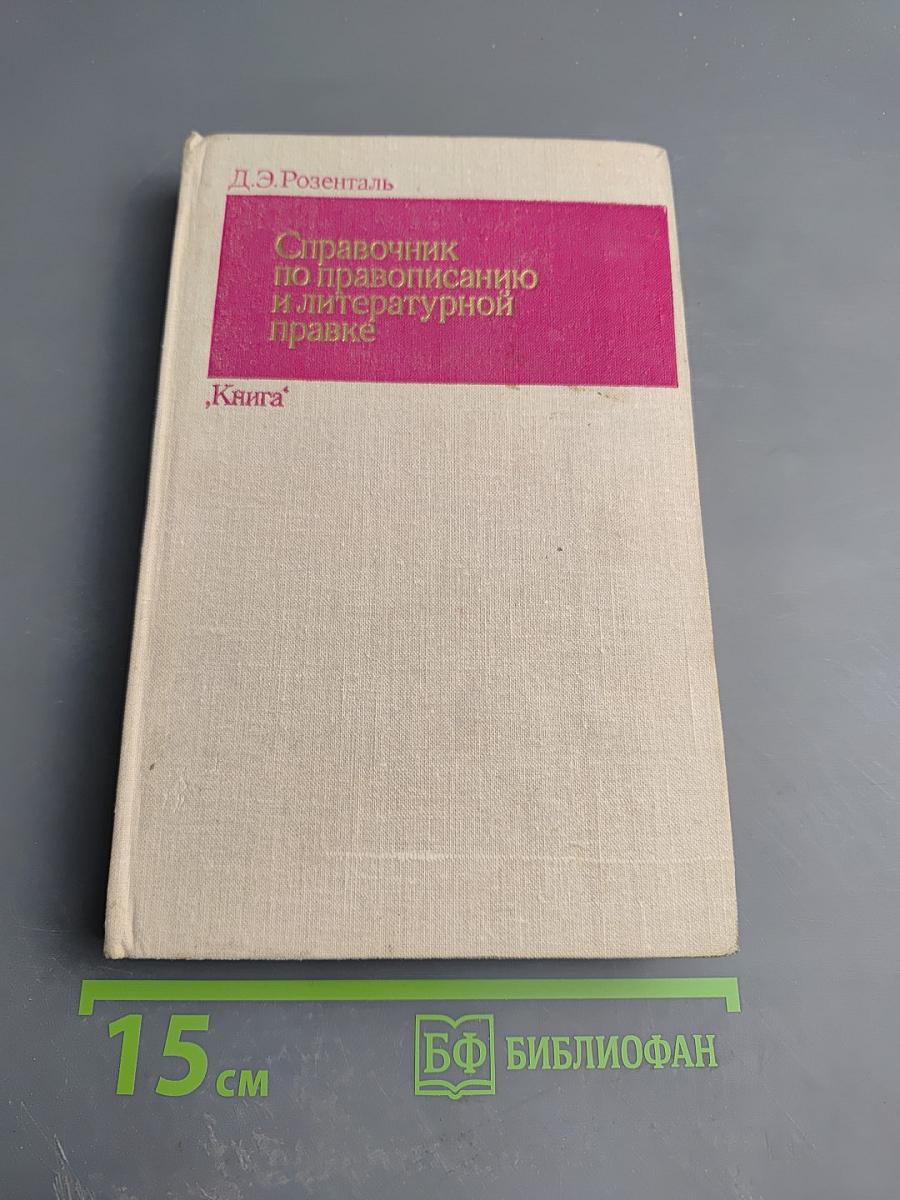 Д.Э.Розенталь
Справочник
по правописанию
и литературной
правке
‚Книга‘
15 см
БФ БИБЛИОФАН